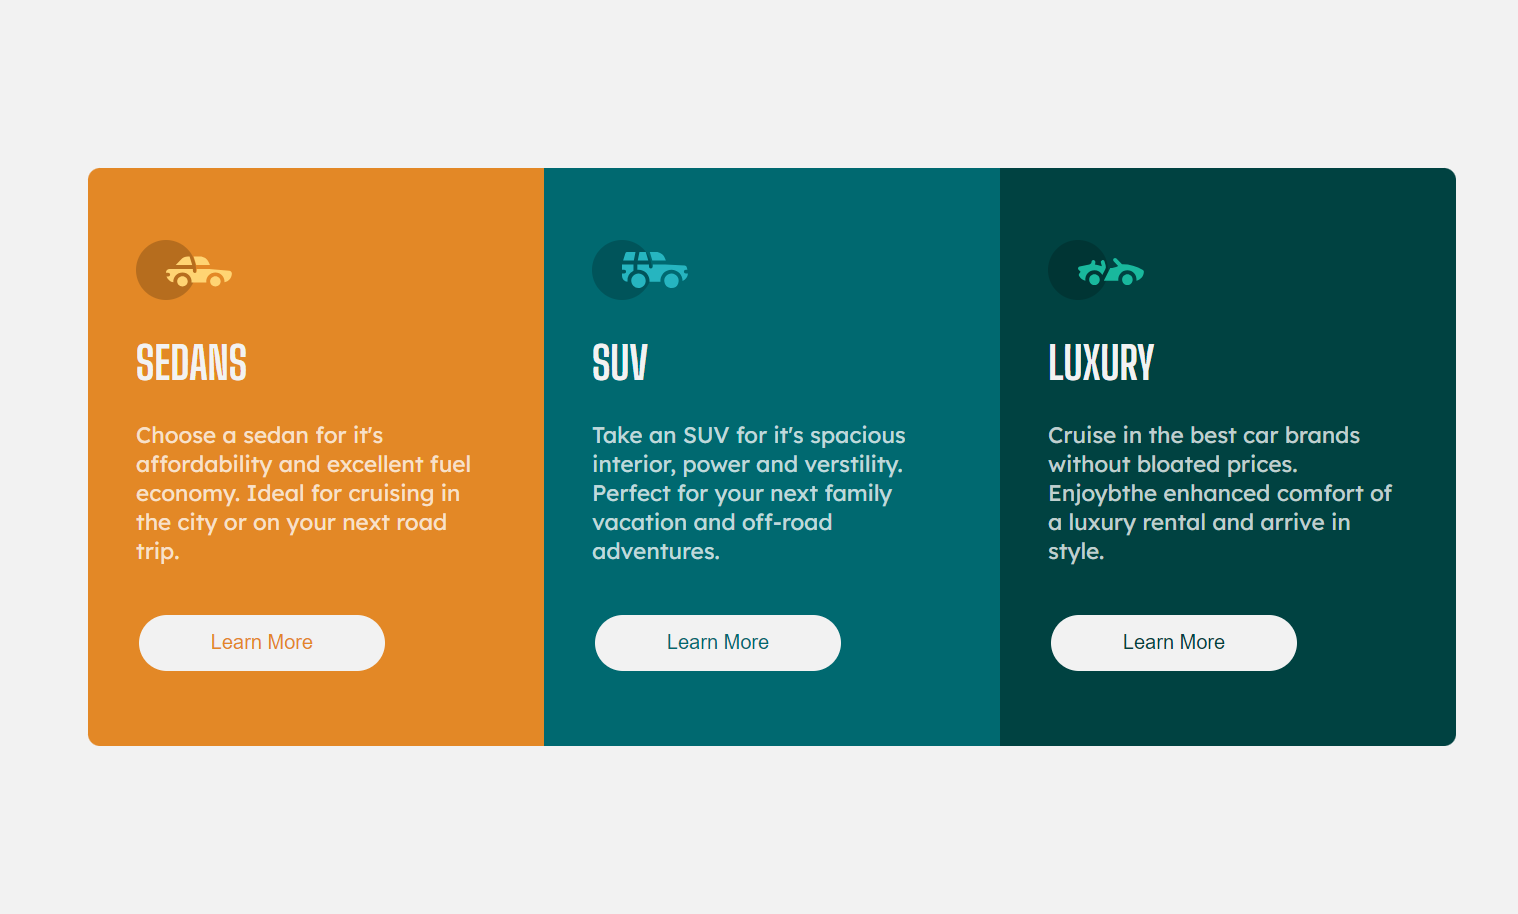 SEDANS
Choose a sedan for it's
affordability and excellent fuel
economy. Ideal for cruising in
the city or on your next road
trip.
Learn More
SUV
Take an SUV for it's spacious
interior, power and verstility.
Perfect for your next family
vacation and off-road
adventures.
Learn More
LUXURY
Cruise in the best car brands
without bloated prices.
Enjoybthe enhanced comfort of
a luxury rental and arrive in
style.
Learn More